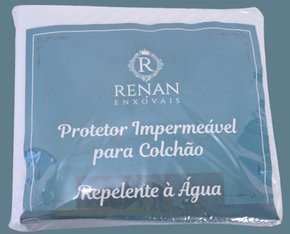 R
RENAN
ENXOVAIS
Protetor Impermeável
para Colchão
Repelente à Água